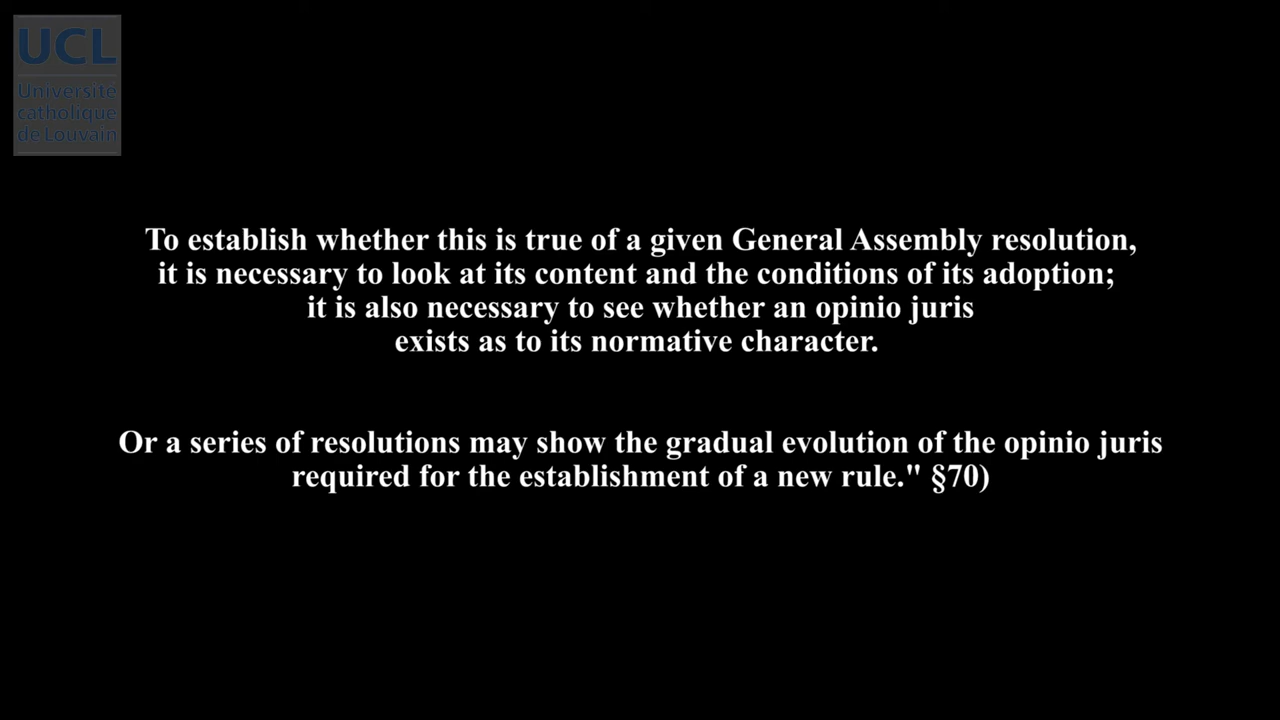 UCL
Université
catholique
de Louvain
To establish whether this is true of a given General Assembly resolution,
it is necessary to look at its content and the conditions of its adoption;
it is also necessary to see whether an opinio juris
exists as to its normative character.
Or a series of resolutions may show the gradual evolution of the opinio juris
required for the establishment of a new rule." §70)